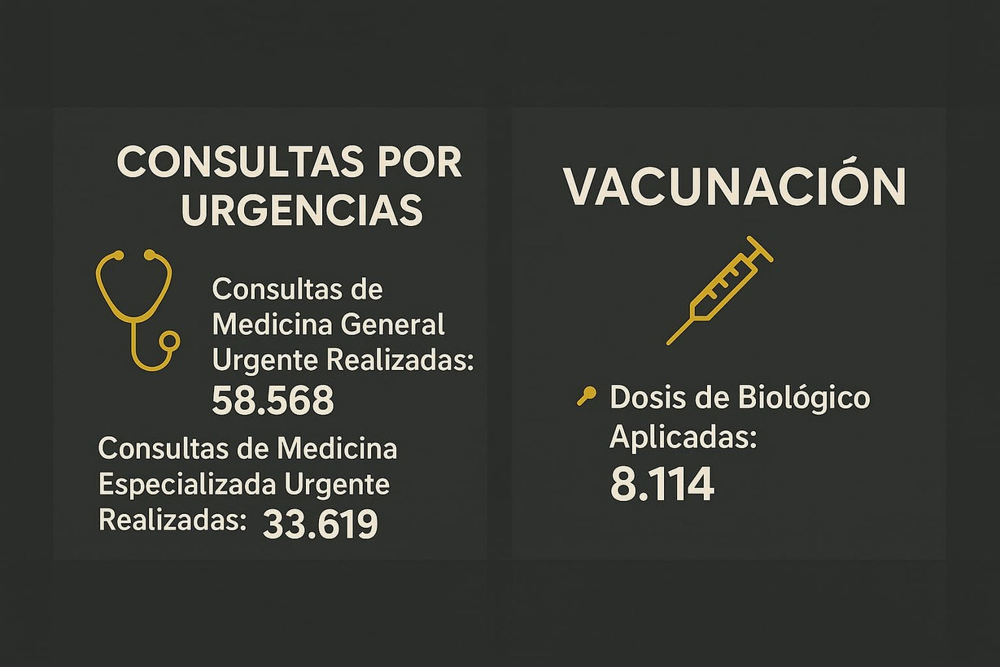 CONSULTAS POR
URGENCIAS
Consultas de
Medicina General
Urgente Realizadas:
58.568
Consultas de Medicina
Especializada Urgente
Realizadas: 33.619
VACUNACIÓN
Dosis de Biológico
Aplicadas:
8.114